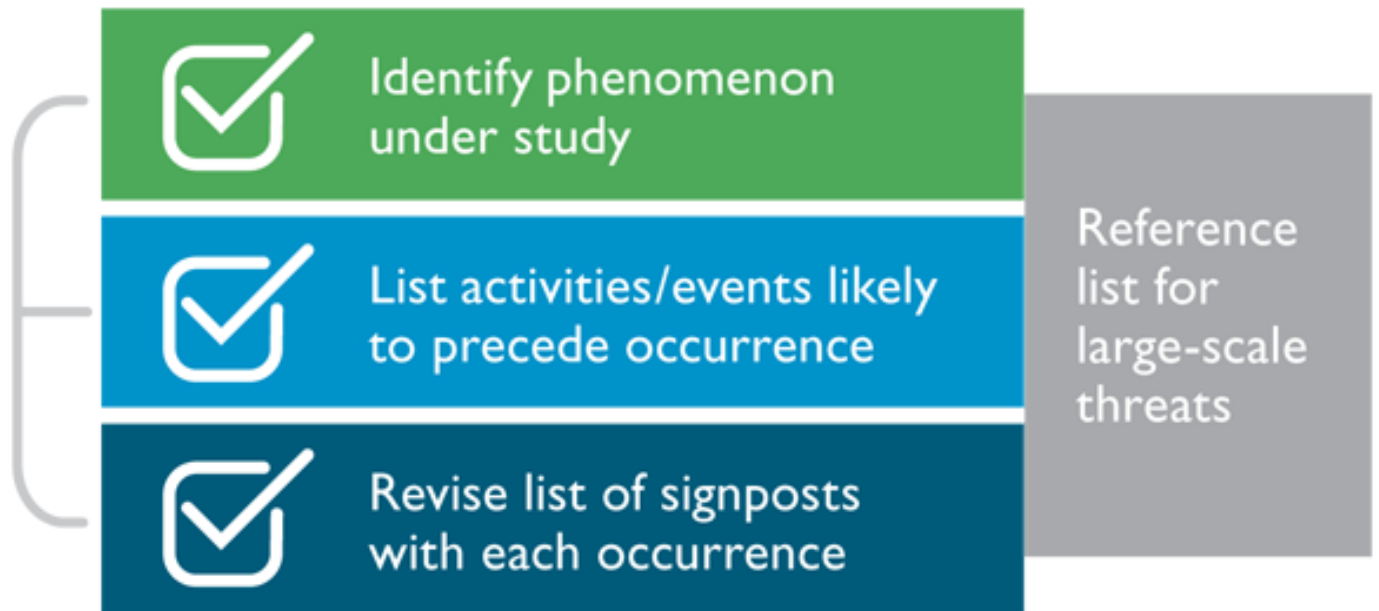 Identify phenomenon
under study
List activities/events likely
to precede occurrence
Revise list of signposts
with each occurrence
Reference
list for
large-scale
threats